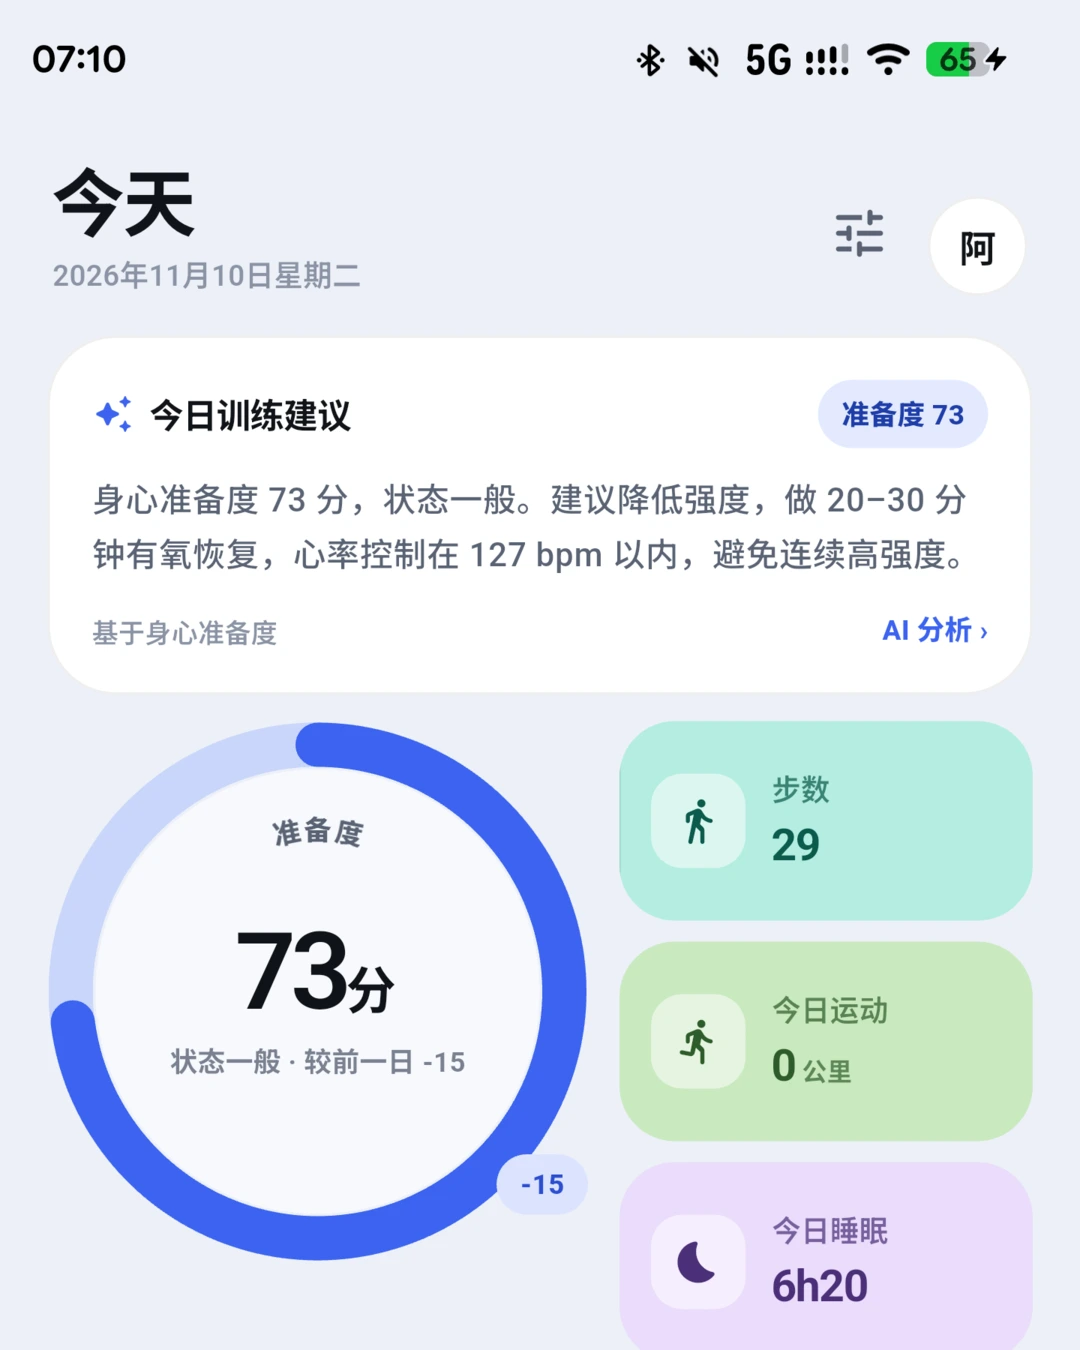 07:10
5G
65
今天
2026年11月10日星期二
阿
今日训练建议
准备度 73
身心准备度 73 分，状态一般。建议降低强度，做 20–30 分
钟有氧恢复，心率控制在 127 bpm 以内，避免连续高强度。
基于身心准备度
AI 分析 ›
准备度
73分
状态一般 · 较前一日 -15
-15
步数
29
今日运动
0 公里
今日睡眠
6h20